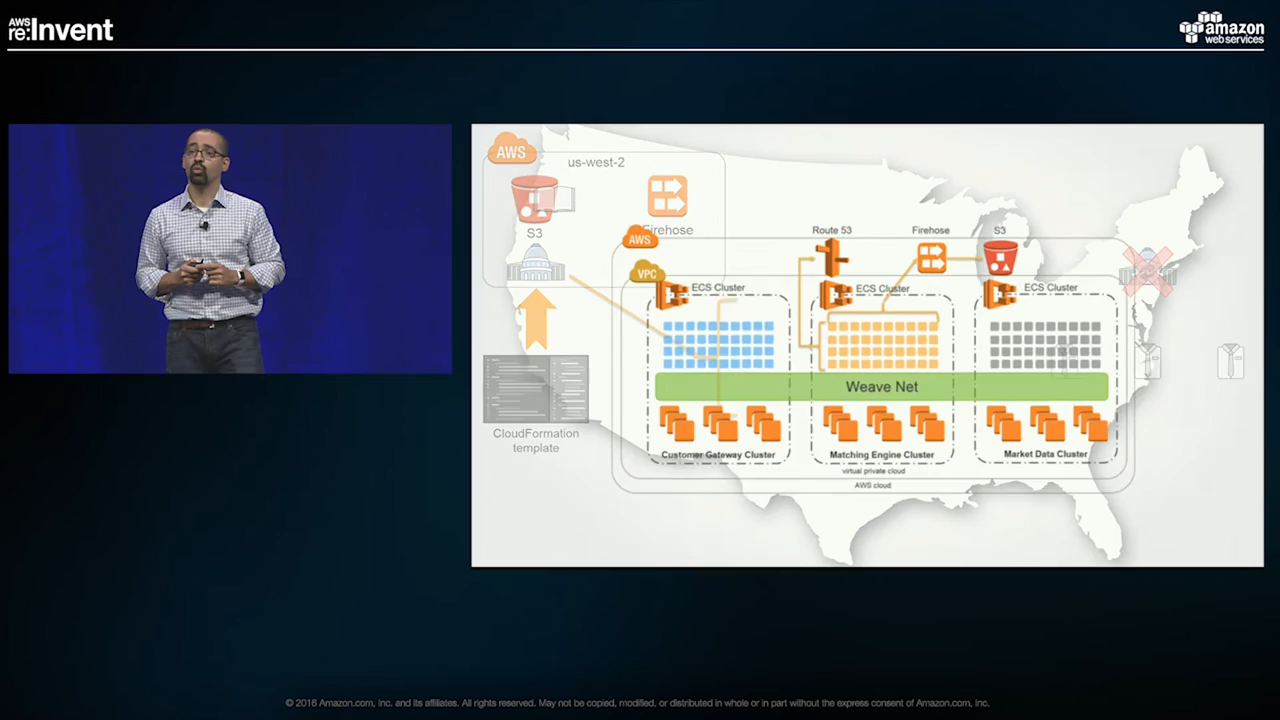 AWS
re:Invent
amazon
web services
AWS
us-west-2
S3
Firehose
Route 53
Firehose
S3
AWS
VPC
ECS Cluster
ECS Cluster
ECS Cluster
Weave Net
CloudFormation
template
Customer Gateway Cluster
Matching Engine Cluster
Market Data Cluster
virtual private cloud
AWS cloud
© 2016 Amazon.com, Inc. and its affiliates. All rights reserved. May not be copied, modified, or distributed in whole or in part without the express consent of Amazon.com, Inc.